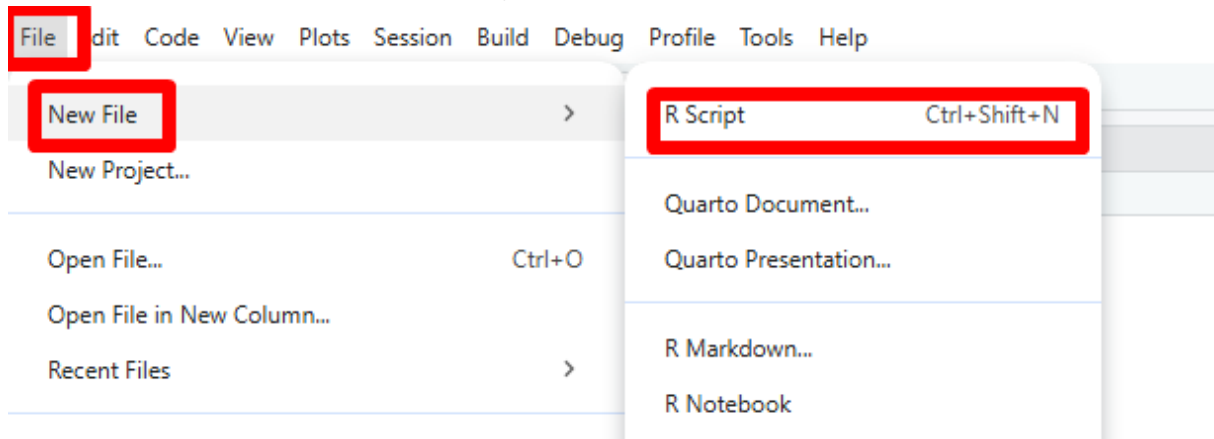 File Edit Code View Plots Session Build Debug Profile Tools Help
New File
New Project...
Open File... Ctrl+O
Open File in New Column...
Recent Files
R Script Ctrl+Shift+N
Quarto Document...
Quarto Presentation...
R Markdown...
R Notebook